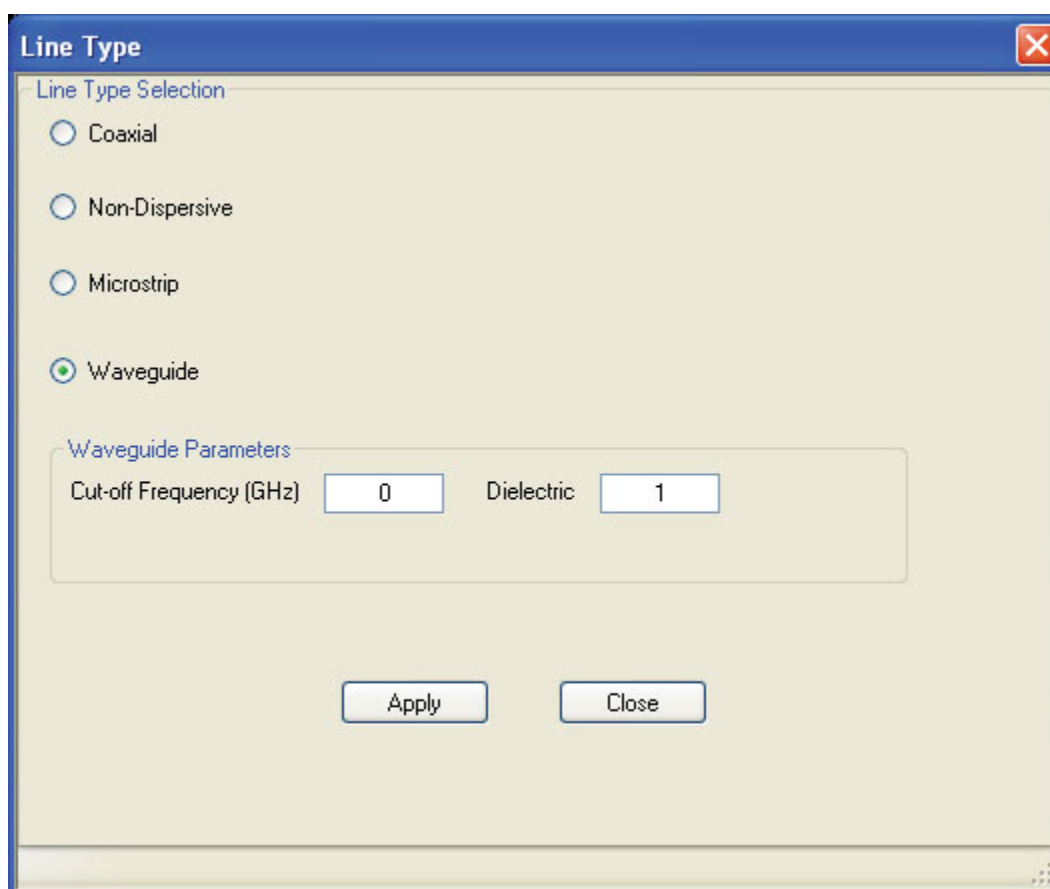 Line Type
Line Type Selection
Coaxial
Non-Dispersive
Microstrip
Waveguide
Waveguide Parameters
Cut-off Frequency (GHz) 0 Dielectric 1
Apply Close